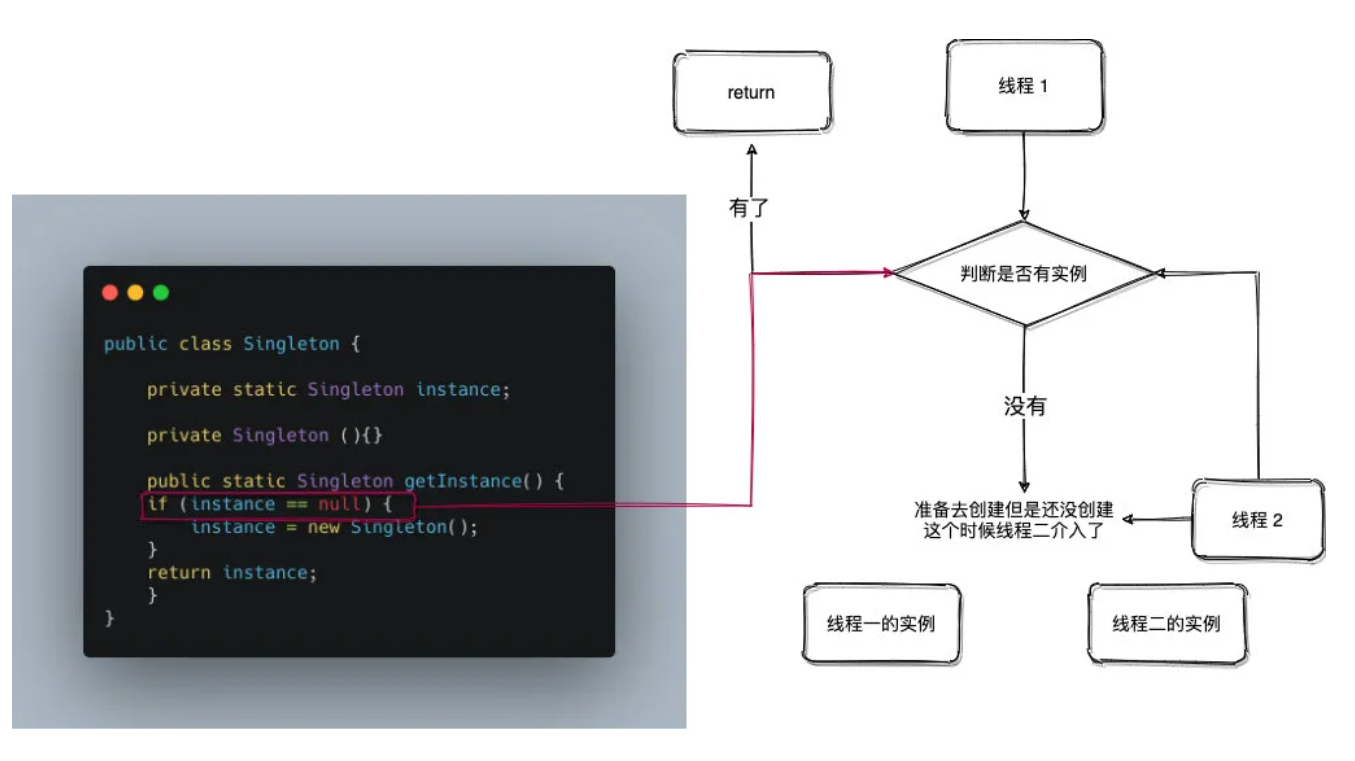 return
线程 1
有了
判断是否有实例
没有
准备去创建但是还没创建
这个时候线程二介入了
线程 2
线程一的实例
线程二的实例
public class Singleton {
private static Singleton instance;
private Singleton (){}
public static Singleton getInstance() {
if (instance == null) {
instance = new Singleton();
}
return instance;
}
}